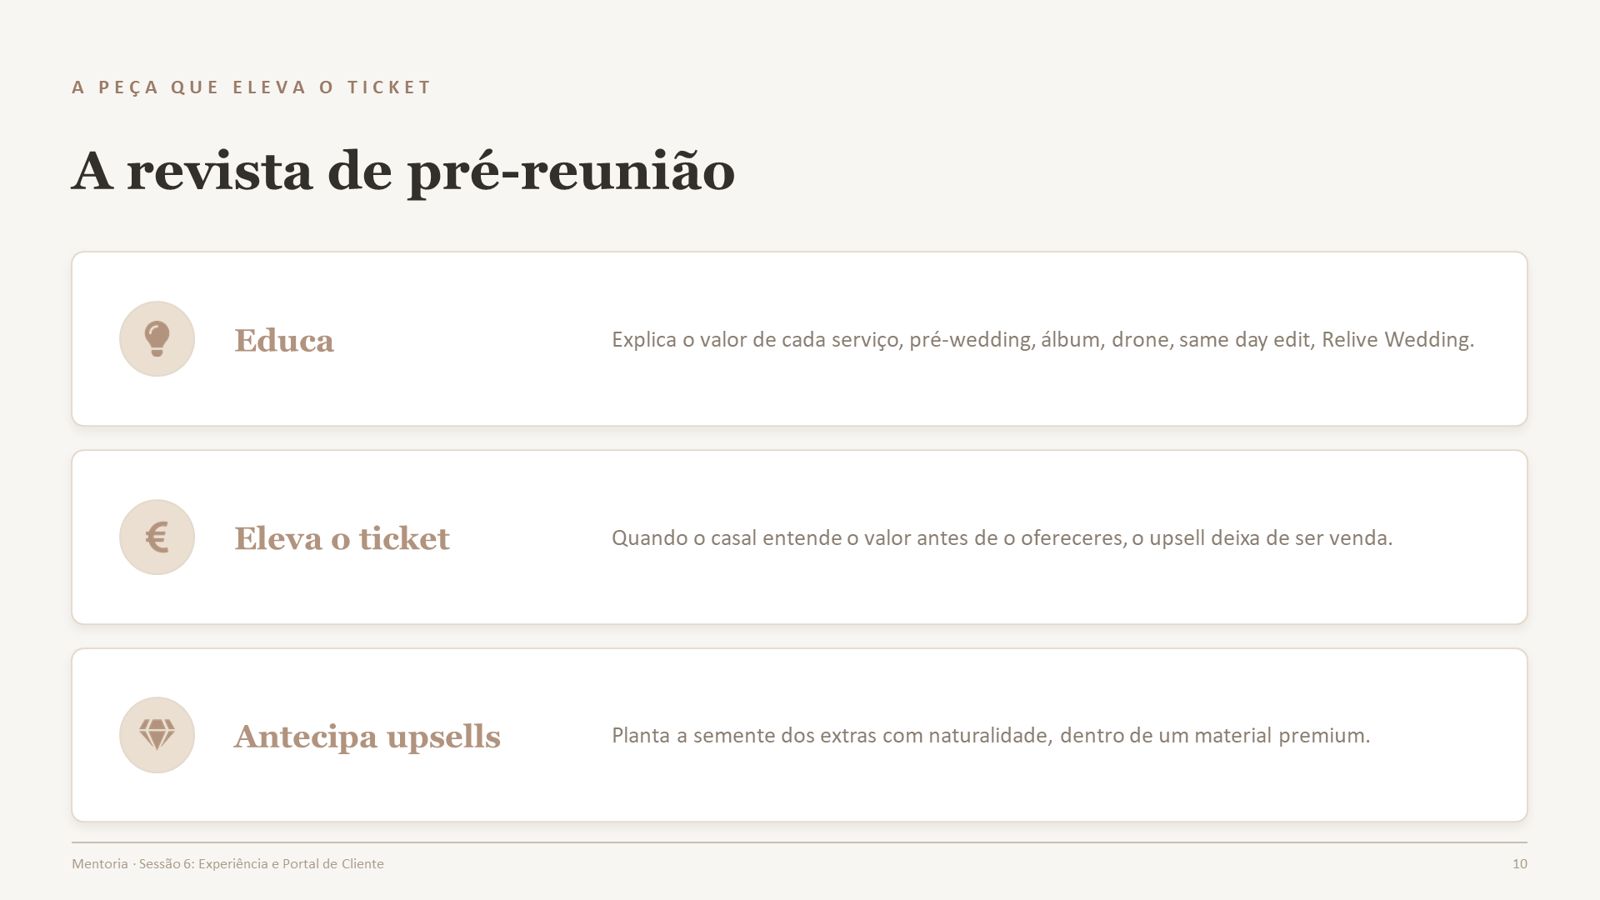 A PEÇA QUE ELEVA O TICKET
A revista de pré-reunião
Educa
Explica o valor de cada serviço, pré-wedding, álbum, drone, same day edit, Relive Wedding.
€
Eleva o ticket
Quando o casal entende o valor antes de o ofereceres, o upsell deixa de ser venda.
Antecipa upsells
Planta a semente dos extras com naturalidade, dentro de um material premium.
Mentoria · Sessão 6: Experiência e Portal de Cliente
10